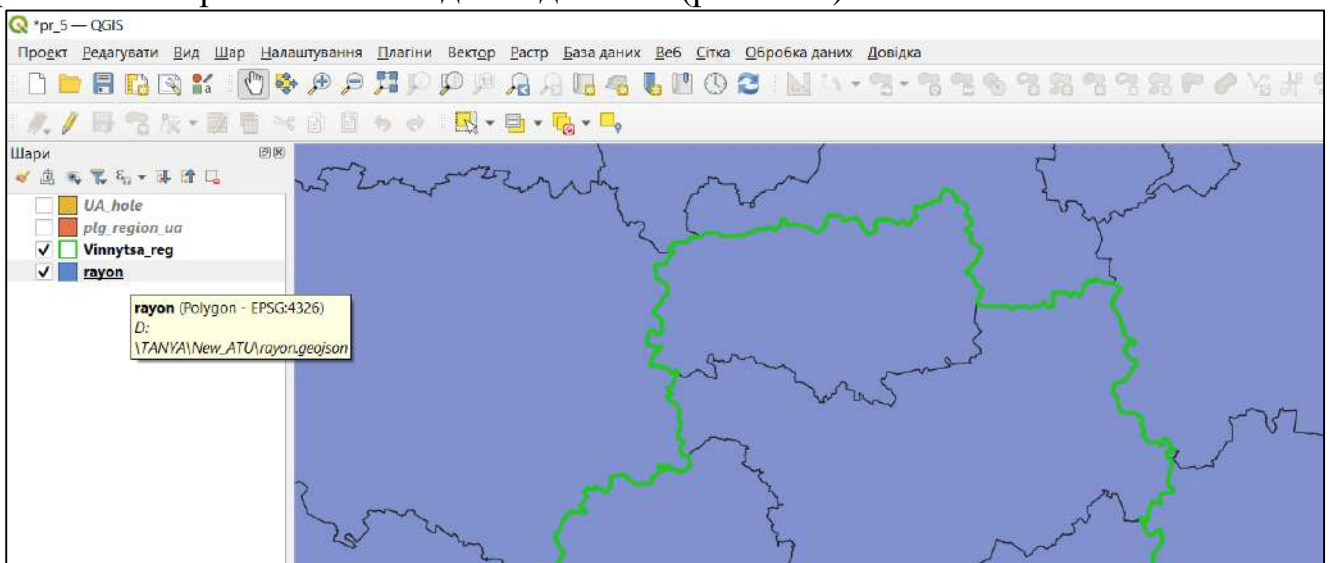 *pr_5 — QGIS
Проект Редагувати Вид Шар Налаштування Плагіни Вектор Растр База даних Веб Сітка Обробка даних Довідка
Шари
UA_hole
plg_region_ua
Vinnytsa_reg
rayon
rayon (Polygon - EPSG:4326)
D:
\TANYA\New_ATU\rayon.geojson